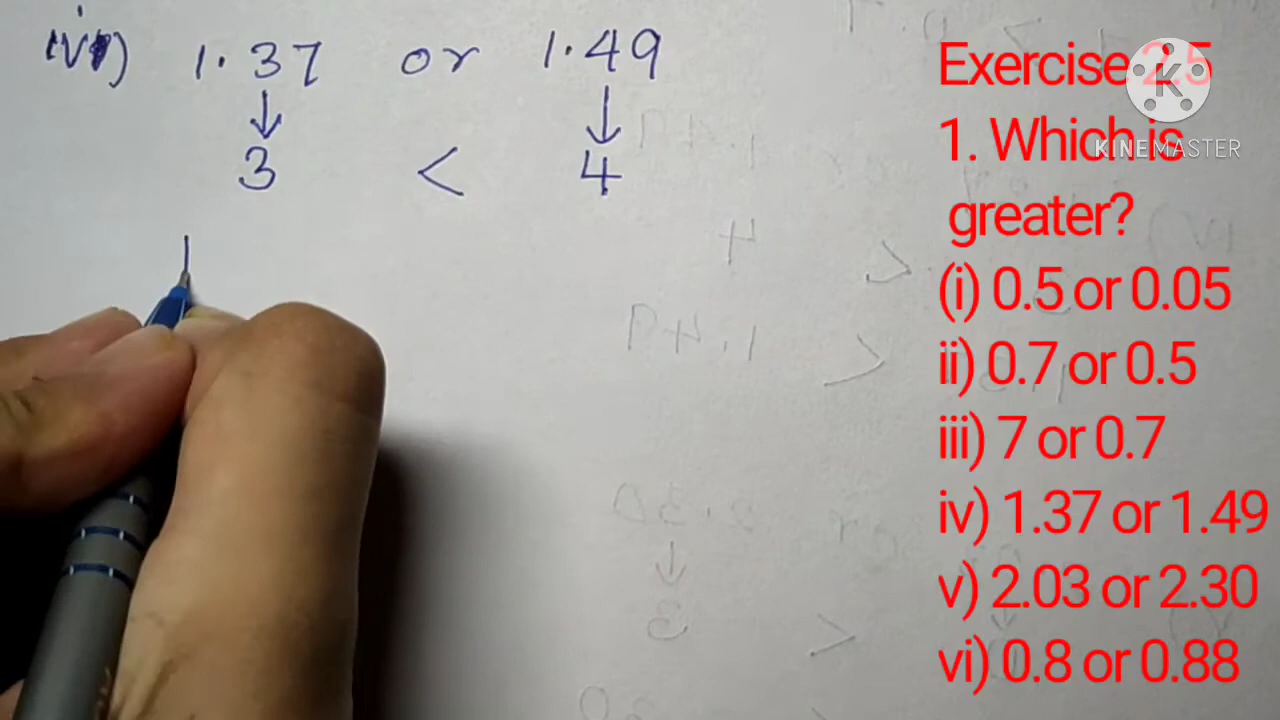 iv) 1.37 or 1.49
↓ ↓
3 < 4
Exercise 2.5
1. Which is
greater?
(i) 0.5 or 0.05
ii) 0.7 or 0.5
iii) 7 or 0.7
iv) 1.37 or 1.49
v) 2.03 or 2.30
vi) 0.8 or 0.88
K
KINEMASTER